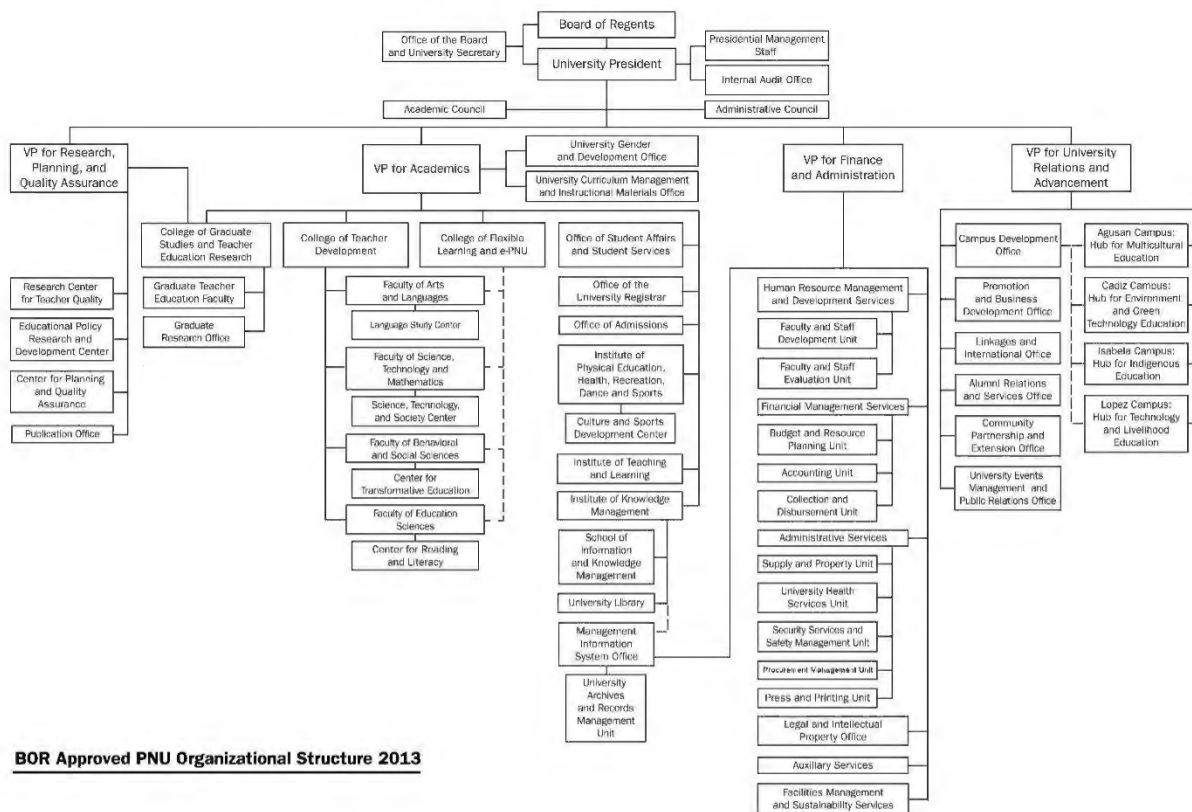 Board of Regents
Office of the Board
and University Secretary
University President
Presidential Management
Staff
Internal Audit Office
Academic Council
Administrative Council
VP for Research,
Planning, and
Quality Assurance
VP for Academics
University Gender
and Development Office
University Curriculum Management
and Instructional Materials Office
VP for Finance
and Administration
VP for University
Relations and
Advancement
College of Graduate
Studies and Teacher
Education Research
College of Teacher
Development
College of Flexible
Learning and e-PNU
Office of Student Affairs
and Student Services
Research Center
for Teacher Quality
Educational Policy
Research and
Development Center
Center for Planning
and Quality
Assurance
Publication Office
Graduate Teacher
Education Faculty
Graduate
Research Office
Faculty of Arts
and Languages
Language Study Center
Faculty of Science,
Technology and
Mathematics
Science, Technology,
and Society Center
Faculty of Behavioral
and Social Sciences
Center for
Transformative Education
Faculty of Education
Sciences
Center for Reading
and Literacy
Office of the
University Registrar
Office of Admissions
Institute of
Physical Education,
Health, Recreation,
Dance and Sports
Culture and Sports
Development Center
Institute of Teaching
and Learning
Institute of Knowledge
Management
School of
Information
and Knowledge
Management
University Library
Management
Information
System Office
University
Archives
and Records
Management
Unit
Human Resource Management
and Development Services
Faculty and Staff
Development Unit
Faculty and Staff
Evaluation Unit
Financial Management Services
Budget and Resource
Planning Unit
Accounting Unit
Collection and
Disbursement Unit
Administrative Services
Supply and Property Unit
University Health
Services Unit
Security Services and
Safety Management Unit
Procurement Management Unit
Press and Printing Unit
Legal and Intellectual
Property Office
Auxiliary Services
Facilities Management
and Sustainability Services
Campus Development
Office
Promotion
and Business
Development Office
Linkages and
International Office
Alumni Relations
and Services Office
Community
Partnership and
Extension Office
University Events
Management and
Public Relations Office
Agusan Campus:
Hub for Multicultural
Education
Cadiz Campus:
Hub for Environment
and Green
Technology Education
Isabela Campus:
Hub for Indigenous
Education
Lopez Campus:
Hub for Technology
and Livelihood
Education
BOR Approved PNU Organizational Structure 2013